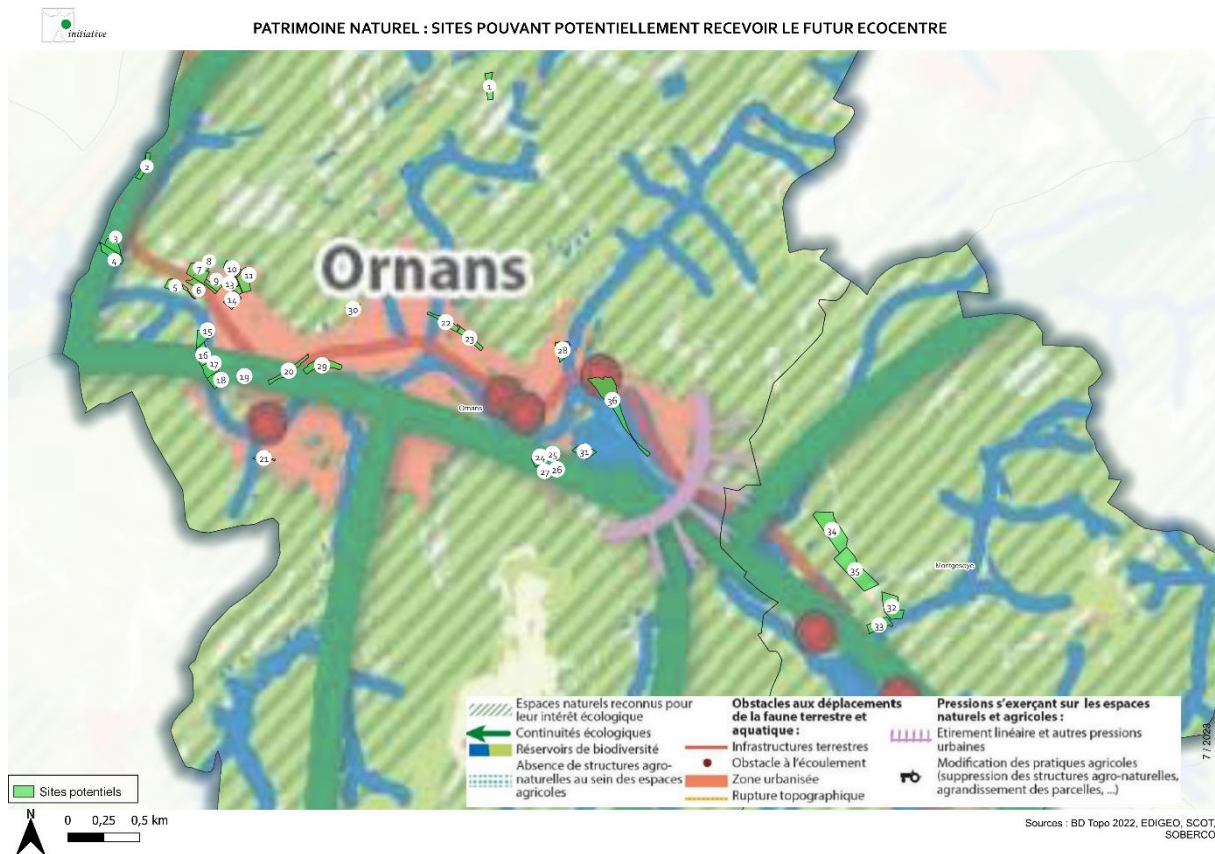 initiative
PATRIMOINE NATUREL : SITES POUVANT POTENTIELLEMENT RECEVOIR LE FUTUR ECOCENTRE
1
2
3
4
5
6
7
8
9
10
11
13
14
Ornans
30
15
16
17
18
19
20
29
22
23
28
36
Ornans
21
24
25
26
27
31
34
35
Montgesoye
32
33
Espaces naturels reconnus pour
leur intérêt écologique
Continuités écologiques
Réservoirs de biodiversité
Absence de structures agro-
naturelles au sein des espaces
agricoles
Obstacles aux déplacements
de la faune terrestre et
aquatique :
Infrastructures terrestres
Obstacle à l'écoulement
Zone urbanisée
Rupture topographique
Pressions s'exerçant sur les espaces
naturels et agricoles :
Etirement linéaire et autres pressions
urbaines
Modification des pratiques agricoles
(suppression des structures agro-naturelles,
agrandissement des parcelles, ...)
7 / 2023
Sites potentiels
N
0 0,25 0,5 km
Sources : BD Topo 2022, EDIGEO, SCOT,
SOBERCO